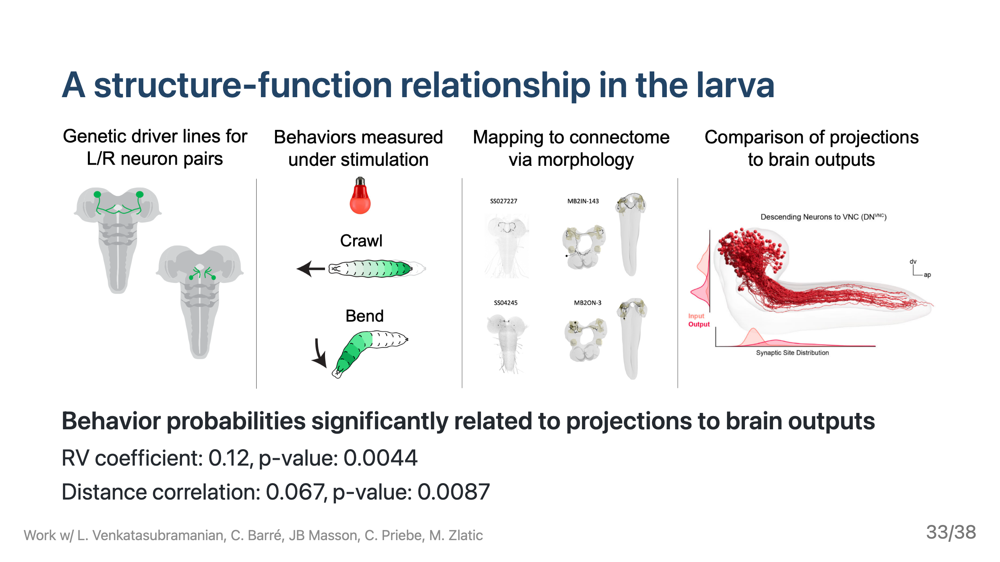 A structure-function relationship in the larva
Genetic driver lines for
L/R neuron pairs
Behaviors measured
under stimulation
Crawl
Bend
Mapping to connectome
via morphology
SS027227
MB2IN-143
SS04245
MB2ON-3
Comparison of projections
to brain outputs
Descending Neurons to VNC (DNVNC)
dv
ap
Input
Output
Synaptic Site Distribution
Behavior probabilities significantly related to projections to brain outputs
RV coefficient: 0.12, p-value: 0.0044
Distance correlation: 0.067, p-value: 0.0087
Work w/ L. Venkatasubramanian, C. Barré, JB Masson, C. Priebe, M. Zlatic
33/38